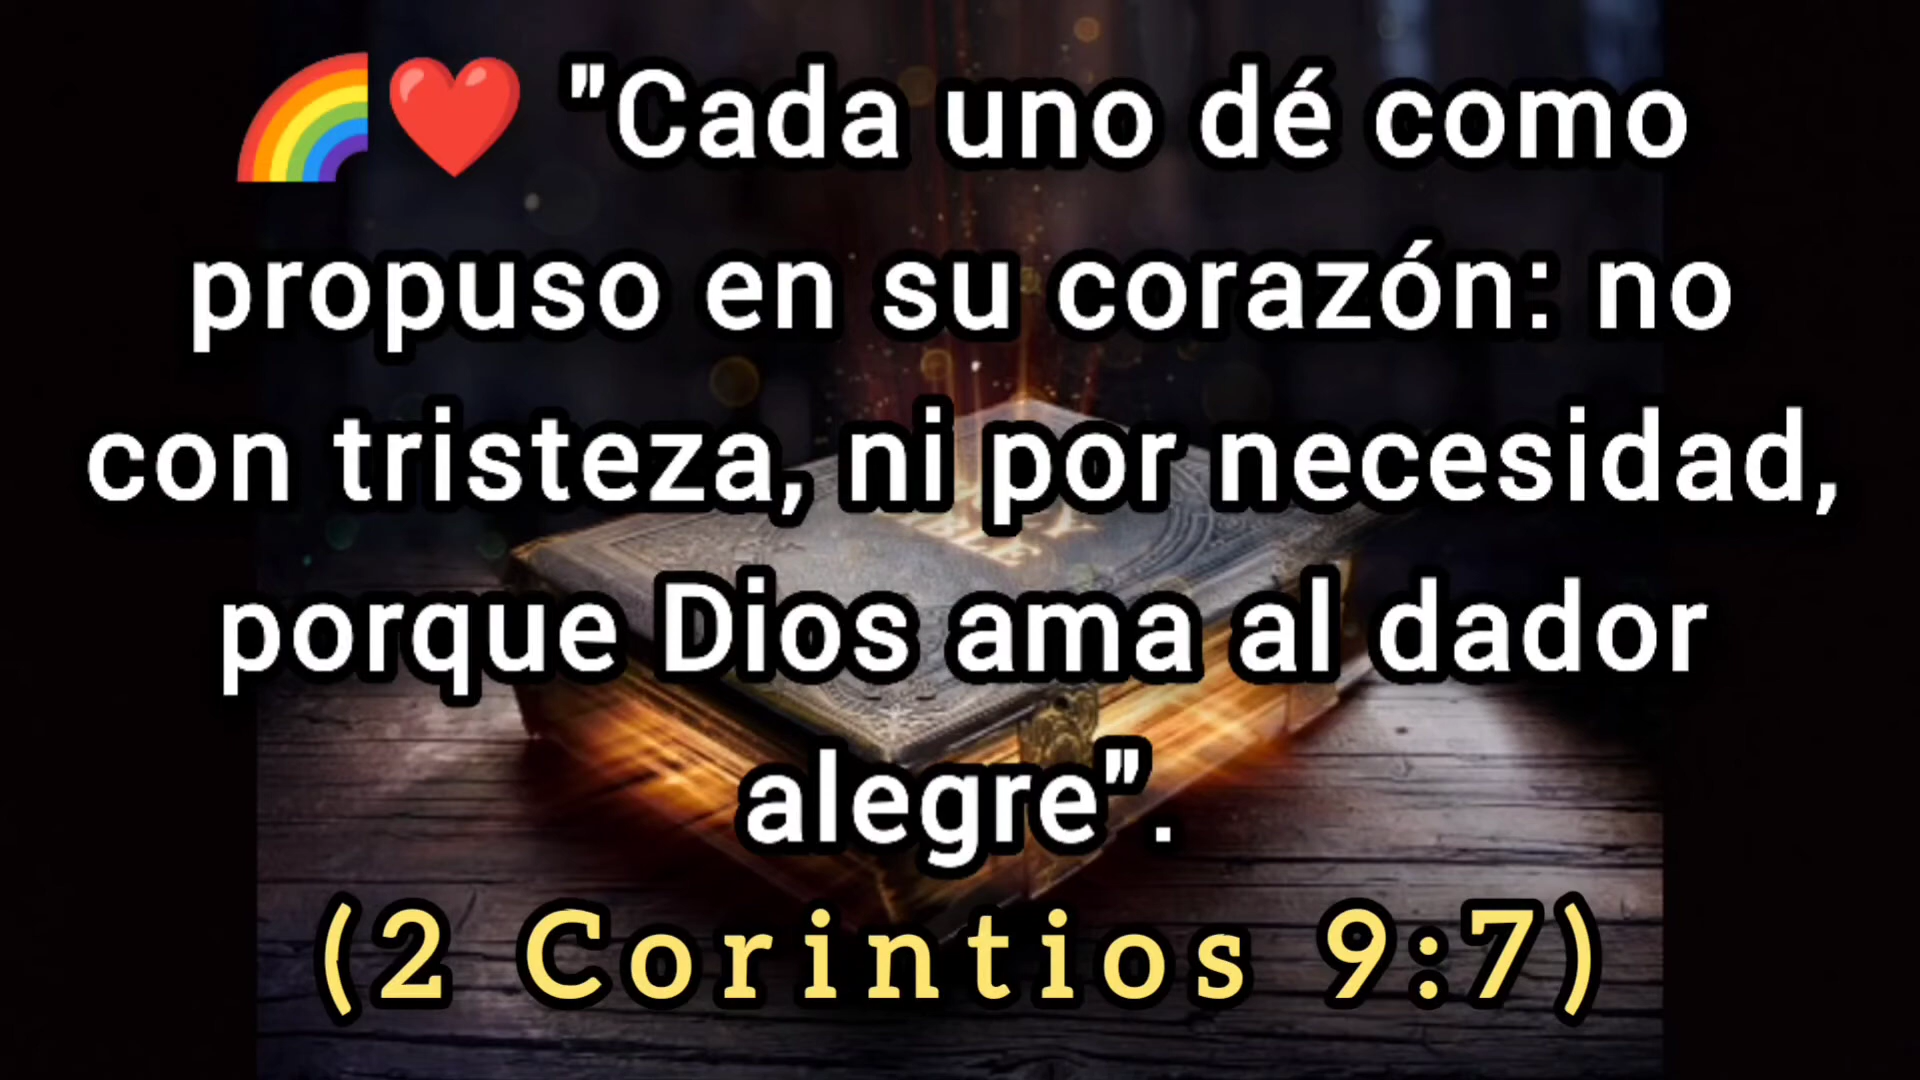 🌈❤️ "Cada uno dé como
propuso en su corazón: no
con tristeza, ni por necesidad,
porque Dios ama al dador
alegre".
(2 Corintios 9:7)